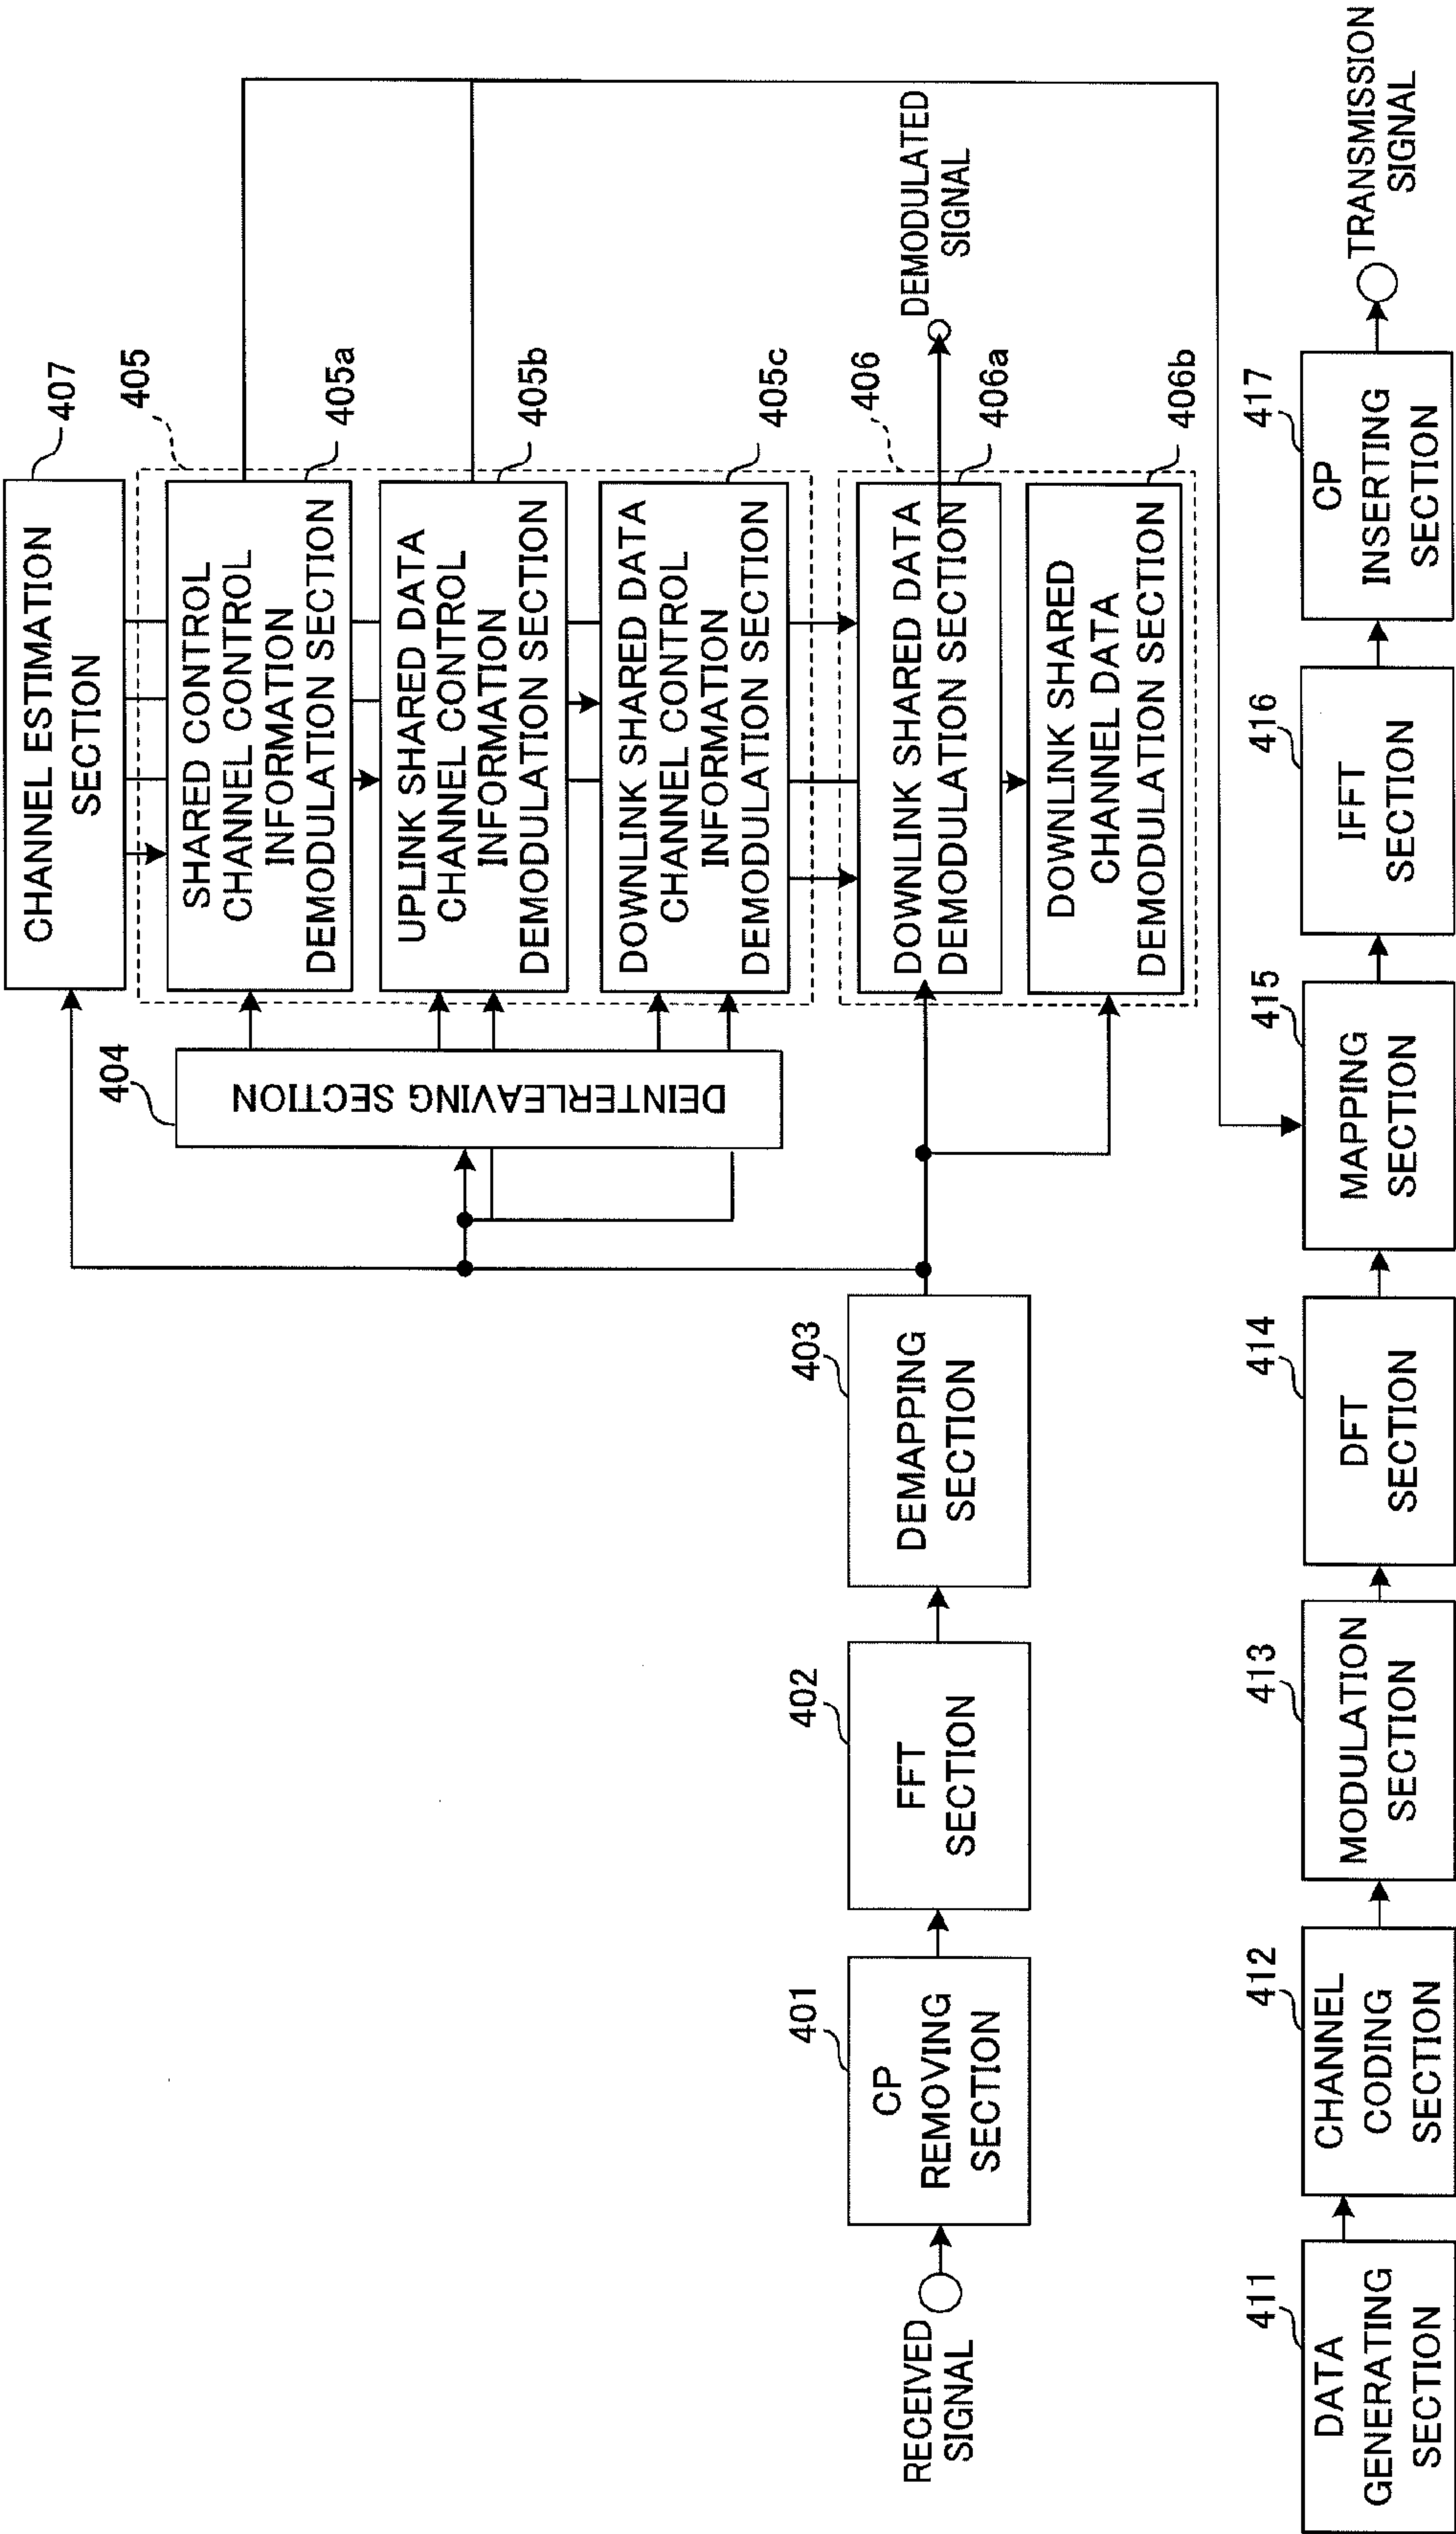 407
CHANNEL ESTIMATION
SECTION
405
SHARED CONTROL
CHANNEL CONTROL
INFORMATION
DEMODULATION SECTION
405a
UPLINK SHARED DATA
CHANNEL CONTROL
INFORMATION
DEMODULATION SECTION
405b
DOWNLINK SHARED DATA
CHANNEL CONTROL
INFORMATION
DEMODULATION SECTION
405c
404
DEINTERLEAVING SECTION
406
DOWNLINK SHARED DATA
DEMODULATION SECTION
406a
DOWNLINK SHARED
CHANNEL DATA
DEMODULATION SECTION
406b
DEMODULATED
SIGNAL
RECEIVED
SIGNAL
401
CP
REMOVING
SECTION
402
FFT
SECTION
403
DEMAPPING
SECTION
411
DATA
GENERATING
SECTION
412
CHANNEL
CODING
SECTION
413
MODULATION
SECTION
414
DFT
SECTION
415
MAPPING
SECTION
416
IFFT
SECTION
417
CP
INSERTING
SECTION
TRANSMISSION
SIGNAL